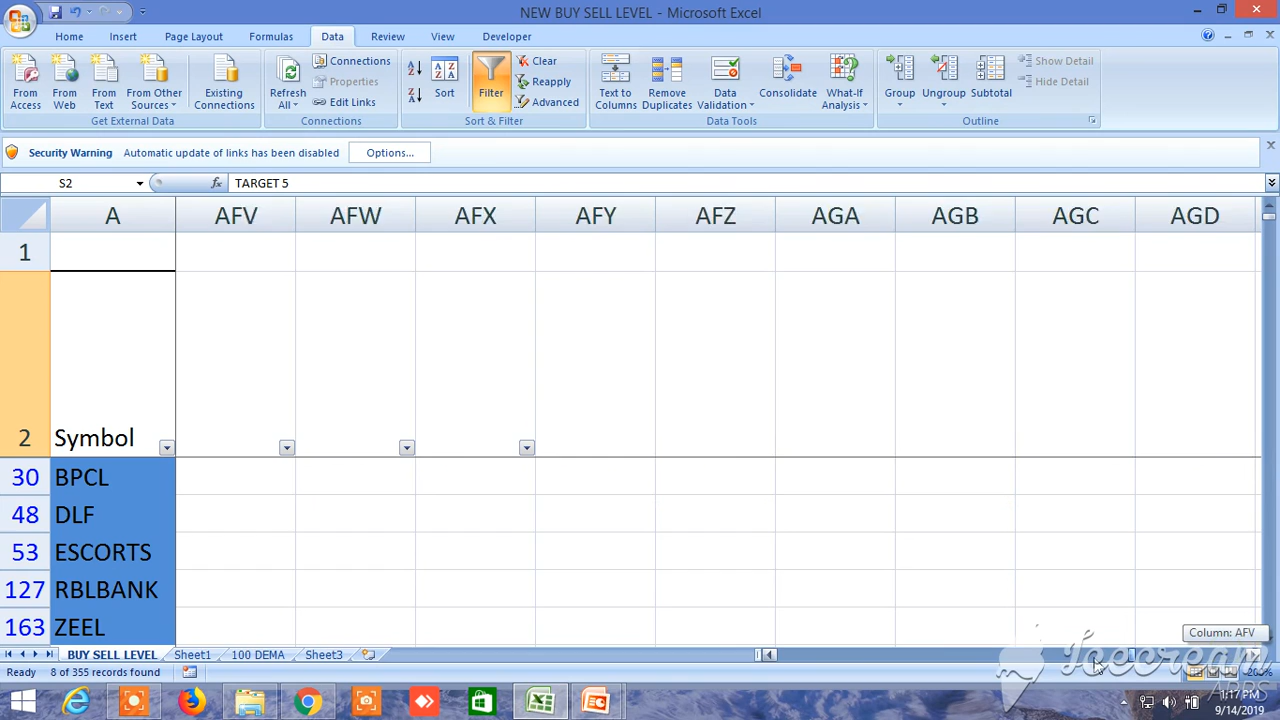 NEW BUY SELL LEVEL - Microsoft Excel
Home Insert Page Layout Formulas Data Review View Developer
From Access
From Web
From Text
From Other Sources
Existing Connections
Get External Data
Refresh All
Connections
Properties
Edit Links
Connections
Sort
Filter
Clear
Reapply
Advanced
Sort & Filter
Text to Columns
Remove Duplicates
Data Validation
Consolidate
What-If Analysis
Data Tools
Group
Ungroup
Subtotal
Show Detail
Hide Detail
Outline
Security Warning Automatic update of links has been disabled Options...
S2 fx TARGET 5
A AFV AFW AFX AFY AFZ AGA AGB AGC AGD
1
2 Symbol
30 BPCL
48 DLF
53 ESCORTS
127 RBLBANK
163 ZEEL
Column: AFV
BUY SELL LEVEL Sheet1 100 DEMA Sheet3
Icecream
APPS
Ready 8 of 355 records found 200%
1:17 PM
9/14/2019